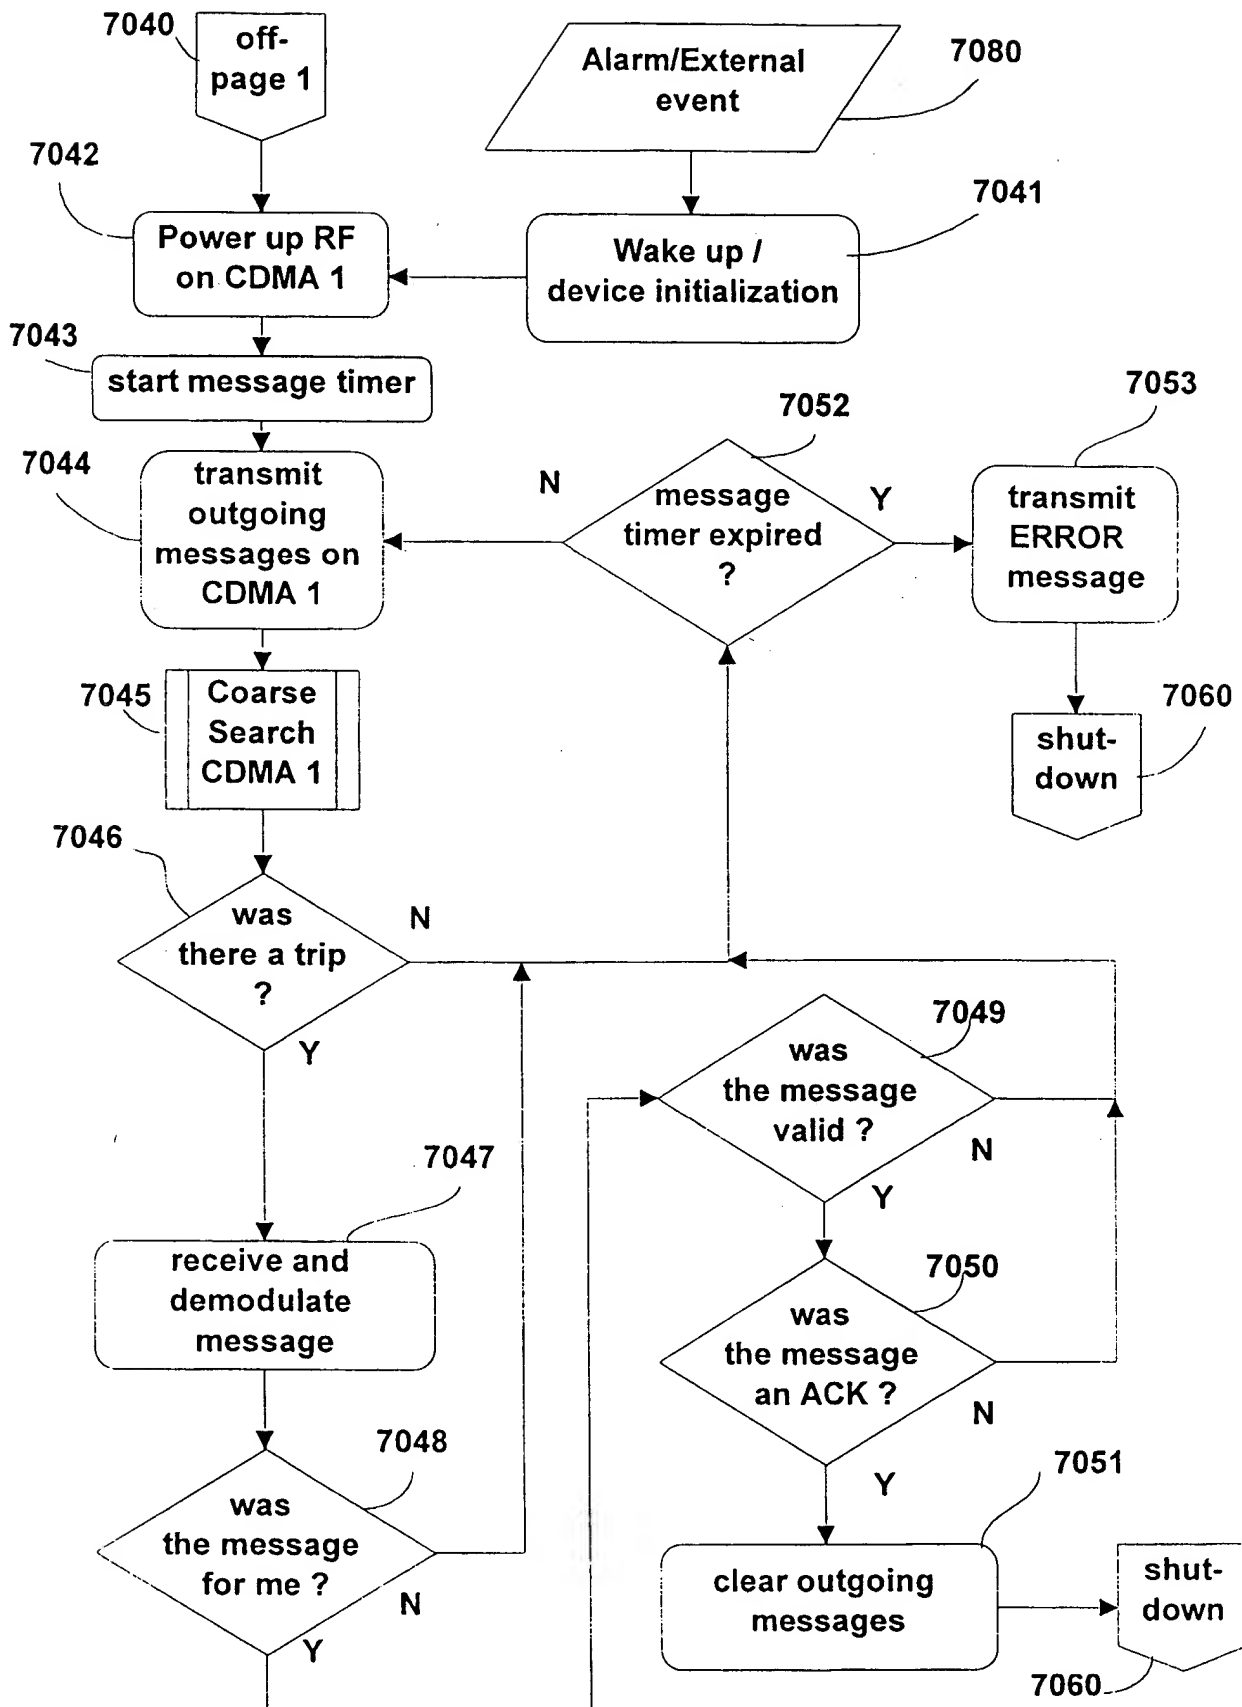 7040
off-
page 1
Alarm/External
event
7080
7042
Power up RF
on CDMA 1
7041
Wake up /
device initialization
7043
start message timer
7044
transmit
outgoing
messages on
CDMA 1
7052
N
message
timer expired
?
Y
7053
transmit
ERROR
message
7045
Coarse
Search
CDMA 1
7060
shut-
down
7046
was
there a trip
?
N
Y
7049
was
the message
valid ?
N
Y
7047
receive and
demodulate
message
7050
was
the message
an ACK ?
N
Y
7048
was
the message
for me ?
N
Y
7051
clear outgoing
messages
shut-
down
7060